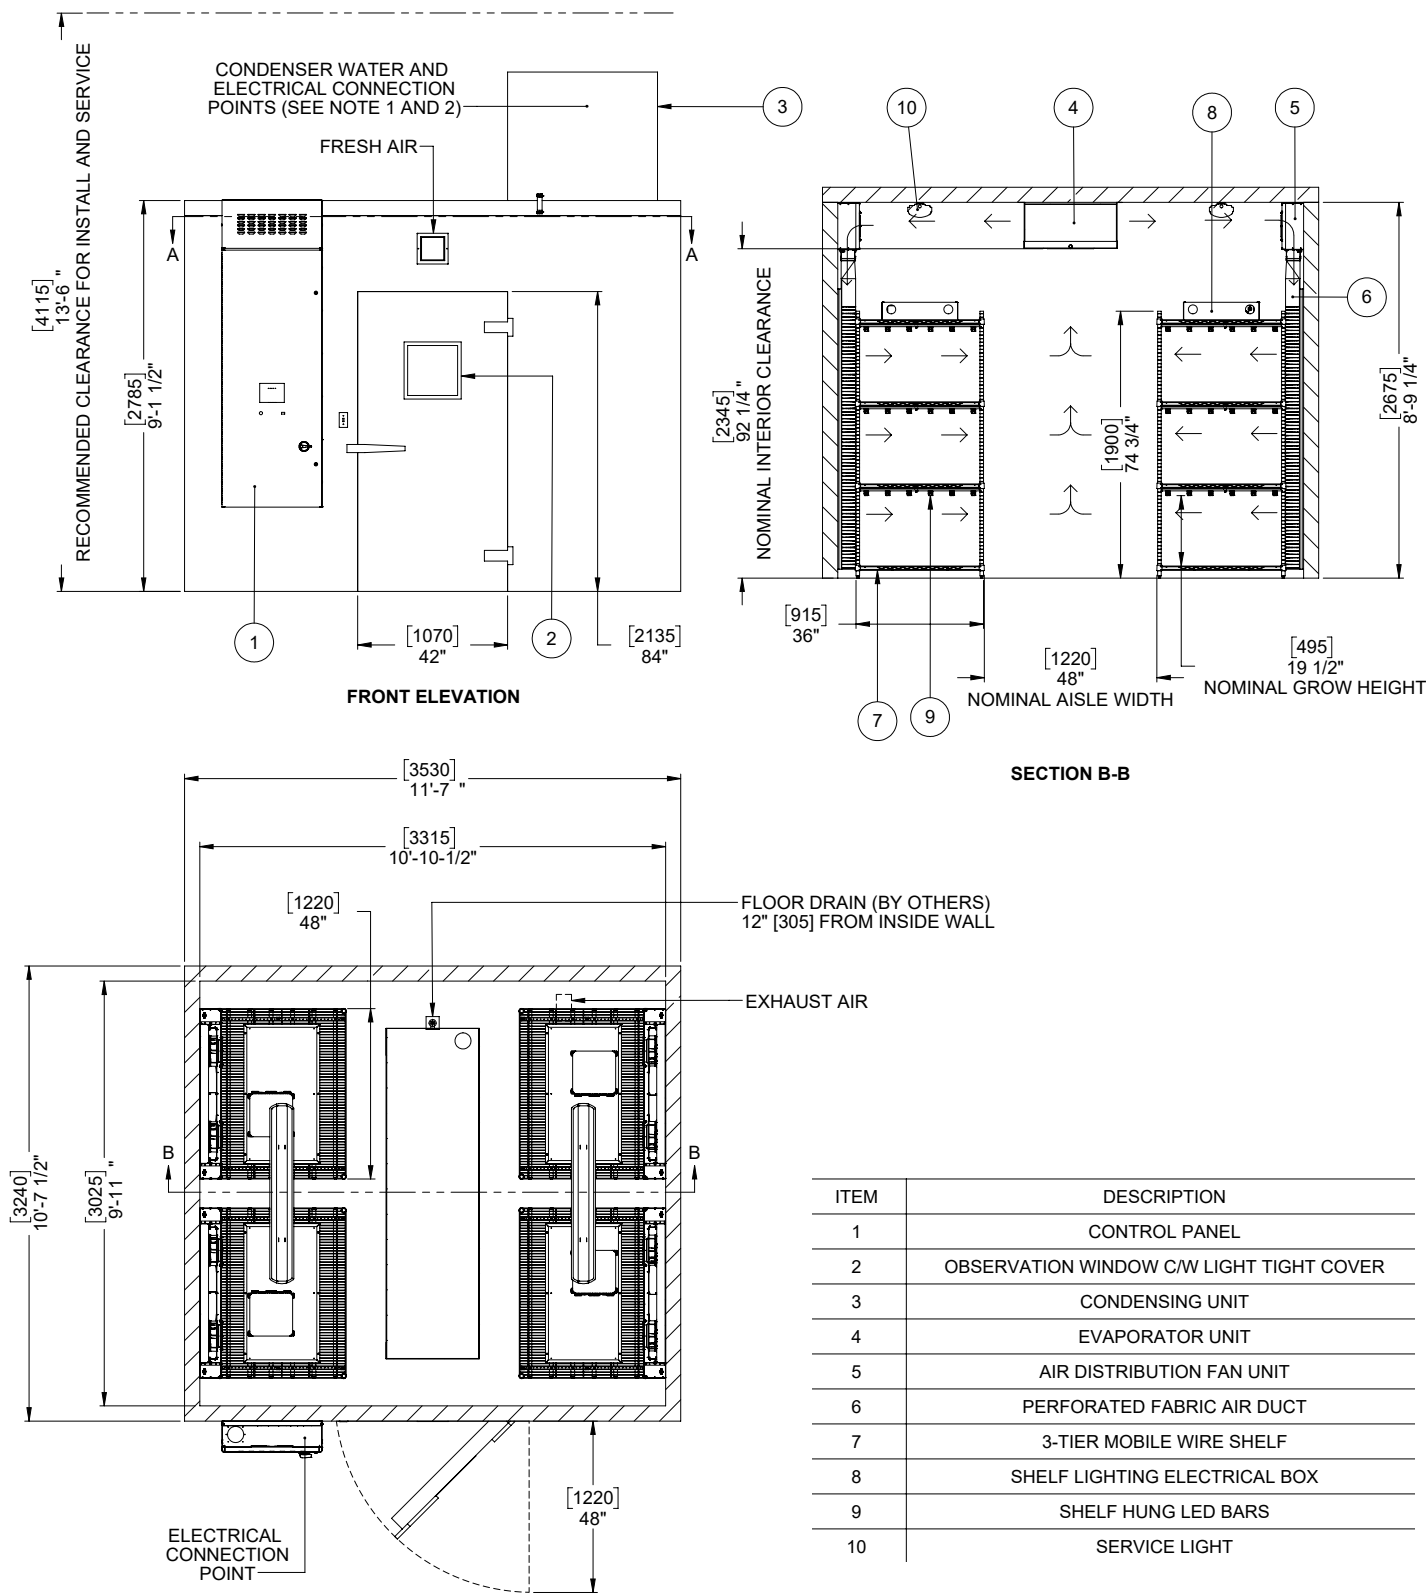 RECOMMENDED CLEARANCE FOR INSTALL AND SERVICE
[4115]
13'-6 "
CONDENSER WATER AND
ELECTRICAL CONNECTION
POINTS (SEE NOTE 1 AND 2)
3
FRESH AIR
A
A
[2785]
9'-1 1/2"
1
[1070]
42"
2
[2135]
84"
FRONT ELEVATION
10
4
8
5
6
[2345]
92 1/4 "
NOMINAL INTERIOR CLEARANCE
[1900]
74 3/4"
[2675]
8'-9 1/4"
[915]
36"
[1220]
48"
NOMINAL AISLE WIDTH
[495]
19 1/2"
NOMINAL GROW HEIGHT
7
9
SECTION B-B
[3530]
11'-7 "
[3315]
10'-10-1/2"
[1220]
48"
FLOOR DRAIN (BY OTHERS)
12" [305] FROM INSIDE WALL
EXHAUST AIR
B
B
[3240]
10'-7 1/2"
[3025]
9'-11 "
[1220]
48"
ELECTRICAL
CONNECTION
POINT
ITEM DESCRIPTION
1 CONTROL PANEL
2 OBSERVATION WINDOW C/W LIGHT TIGHT COVER
3 CONDENSING UNIT
4 EVAPORATOR UNIT
5 AIR DISTRIBUTION FAN UNIT
6 PERFORATED FABRIC AIR DUCT
7 3-TIER MOBILE WIRE SHELF
8 SHELF LIGHTING ELECTRICAL BOX
9 SHELF HUNG LED BARS
10 SERVICE LIGHT